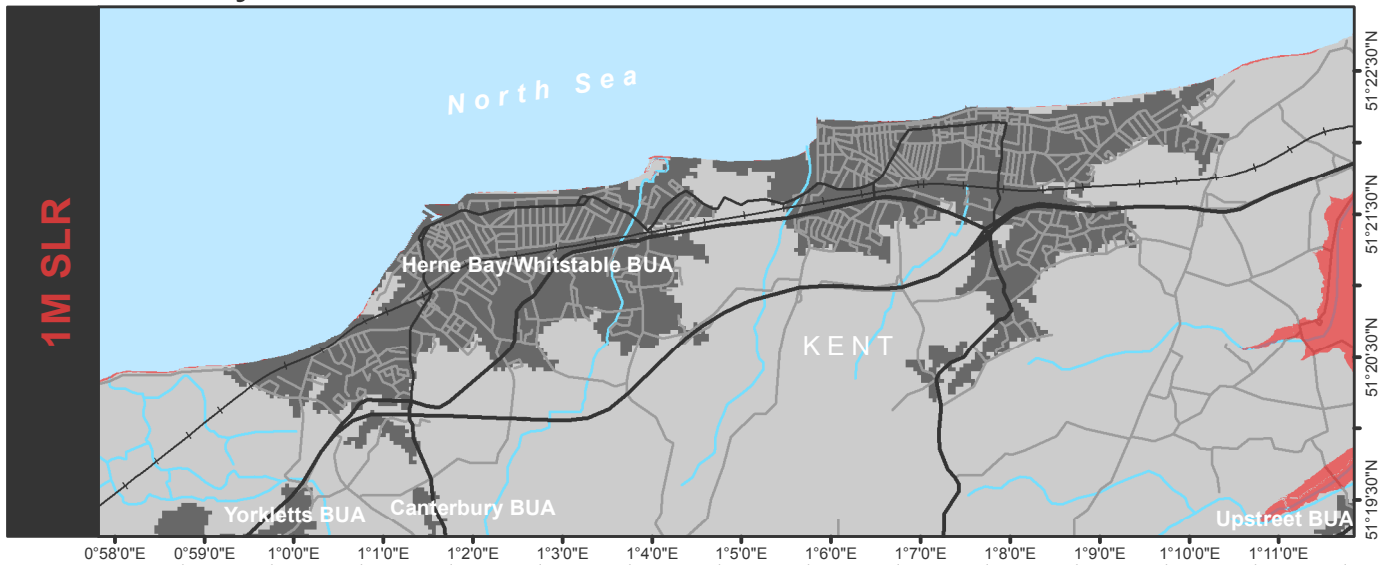 1M SLR
North Sea
Herne Bay/Whitstable BUA
KENT
Yorkletts BUA
Canterbury BUA
Upstreet BUA
51°22'30"N
51°21'30"N
51°20'30"N
51°19'30"N
0°58'0"E 0°59'0"E 1°0'0"E 1°1'0"E 1°2'0"E 1°3'0"E 1°4'0"E 1°5'0"E 1°6'0"E 1°7'0"E 1°8'0"E 1°9'0"E 1°10'0"E 1°11'0"E